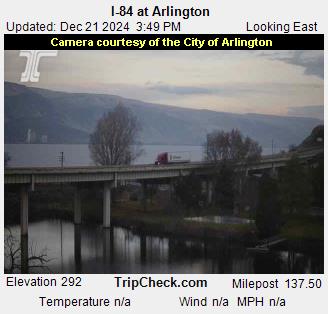 I-84 at Arlington
Updated: Dec 21 2024 3:49 PM Looking East
Camera courtesy of the City of Arlington
Elevation 292 TripCheck.com Milepost 137.50
Temperature n/a Wind n/a MPH n/a